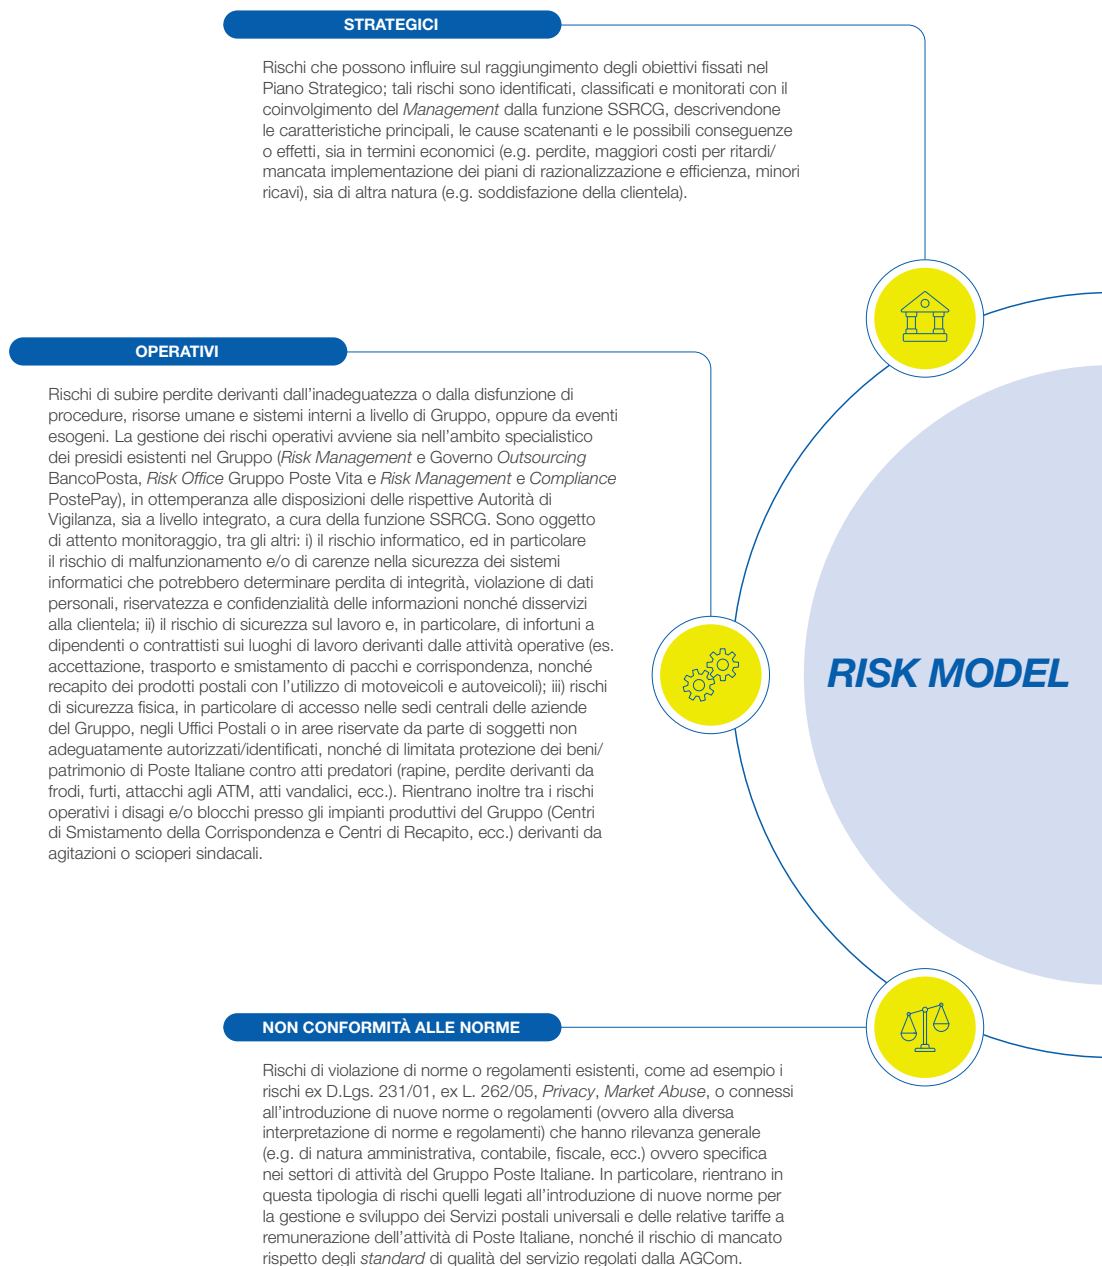 STRATEGICI
Rischi che possono influire sul raggiungimento degli obiettivi fissati nel
Piano Strategico; tali rischi sono identificati, classificati e monitorati con il
coinvolgimento del Management dalla funzione SSRCG, descrivendone
le caratteristiche principali, le cause scatenanti e le possibili conseguenze
o effetti, sia in termini economici (e.g. perdite, maggiori costi per ritardi/
mancata implementazione dei piani di razionalizzazione e efficienza, minori
ricavi), sia di altra natura (e.g. soddisfazione della clientela).
OPERATIVI
Rischi di subire perdite derivanti dall'inadeguatezza o dalla disfunzione di
procedure, risorse umane e sistemi interni a livello di Gruppo, oppure da eventi
esogeni. La gestione dei rischi operativi avviene sia nell'ambito specialistico
dei presidi esistenti nel Gruppo (Risk Management e Governo Outsourcing
BancoPosta, Risk Office Gruppo Poste Vita e Risk Management e Compliance
PostePay), in ottemperanza alle disposizioni delle rispettive Autorità di
Vigilanza, sia a livello integrato, a cura della funzione SSRCG. Sono oggetto
di attento monitoraggio, tra gli altri: i) il rischio informatico, ed in particolare
il rischio di malfunzionamento e/o di carenze nella sicurezza dei sistemi
informatici che potrebbero determinare perdita di integrità, violazione di dati
personali, riservatezza e confidenzialità delle informazioni nonché disservizi
alla clientela; ii) il rischio di sicurezza sul lavoro e, in particolare, di infortuni a
dipendenti o contrattisti sui luoghi di lavoro derivanti dalle attività operative (es.
accettazione, trasporto e smistamento di pacchi e corrispondenza, nonché
recapito dei prodotti postali con l'utilizzo di motoveicoli e autoveicoli); iii) rischi
di sicurezza fisica, in particolare di accesso nelle sedi centrali delle aziende
del Gruppo, negli Uffici Postali o in aree riservate da parte di soggetti non
adeguatamente autorizzati/identificati, nonché di limitata protezione dei beni/
patrimonio di Poste Italiane contro atti predatori (rapine, perdite derivanti da
frodi, furti, attacchi agli ATM, atti vandalici, ecc.). Rientrano inoltre tra i rischi
operativi i disagi e/o blocchi presso gli impianti produttivi del Gruppo (Centri
di Smistamento della Corrispondenza e Centri di Recapito, ecc.) derivanti da
agitazioni o scioperi sindacali.
RISK MODEL
NON CONFORMITÀ ALLE NORME
Rischi di violazione di norme o regolamenti esistenti, come ad esempio i
rischi ex D.Lgs. 231/01, ex L. 262/05, Privacy, Market Abuse, o connessi
all'introduzione di nuove norme o regolamenti (ovvero alla diversa
interpretazione di norme e regolamenti) che hanno rilevanza generale
(e.g. di natura amministrativa, contabile, fiscale, ecc.) ovvero specifica
nei settori di attività del Gruppo Poste Italiane. In particolare, rientrano in
questa tipologia di rischi quelli legati all'introduzione di nuove norme per
la gestione e sviluppo dei Servizi postali universali e delle relative tariffe a
remunerazione dell'attività di Poste Italiane, nonché il rischio di mancato
rispetto degli standard di qualità del servizio regolati dalla AGCom.